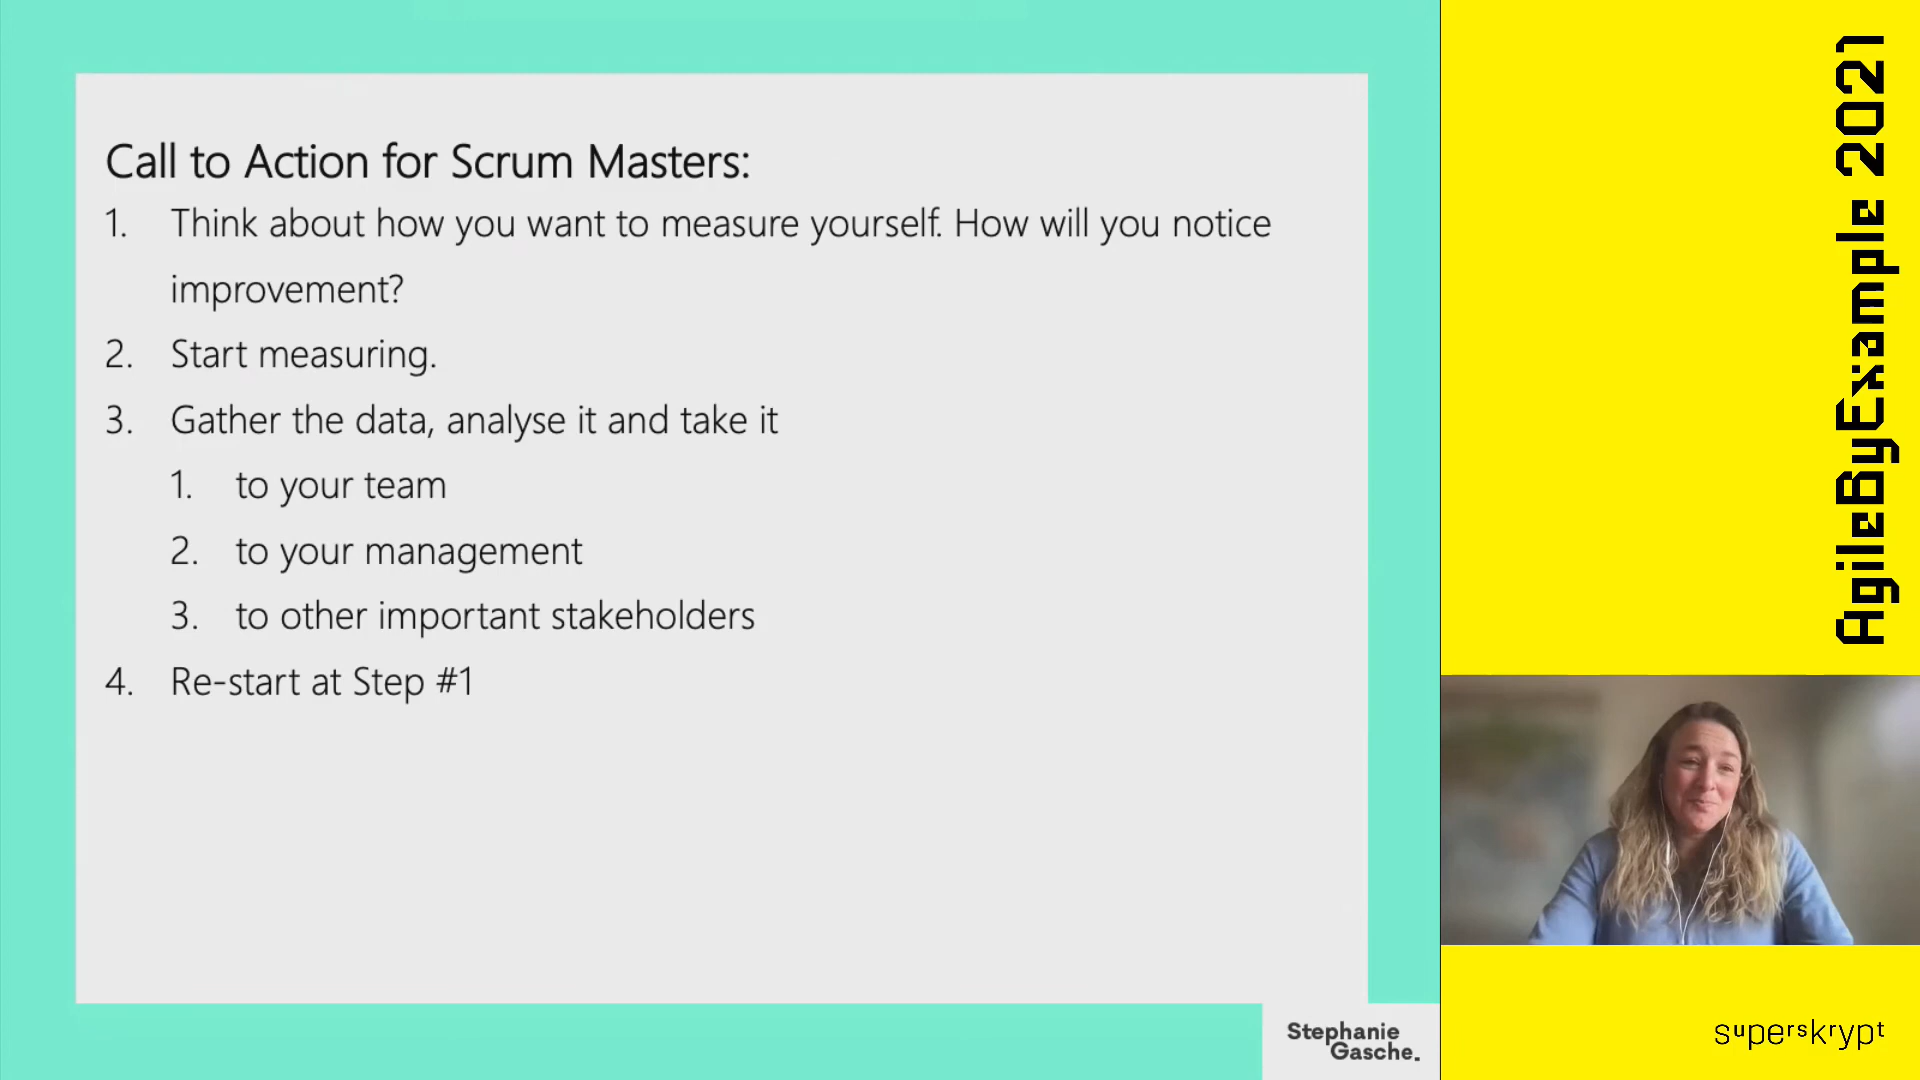 Call to Action for Scrum Masters:
1. Think about how you want to measure yourself. How will you notice
improvement?
2. Start measuring.
3. Gather the data, analyse it and take it
1. to your team
2. to your management
3. to other important stakeholders
4. Re-start at Step #1
Stephanie
Gasche.
AgileByExample 2021
superskrypt